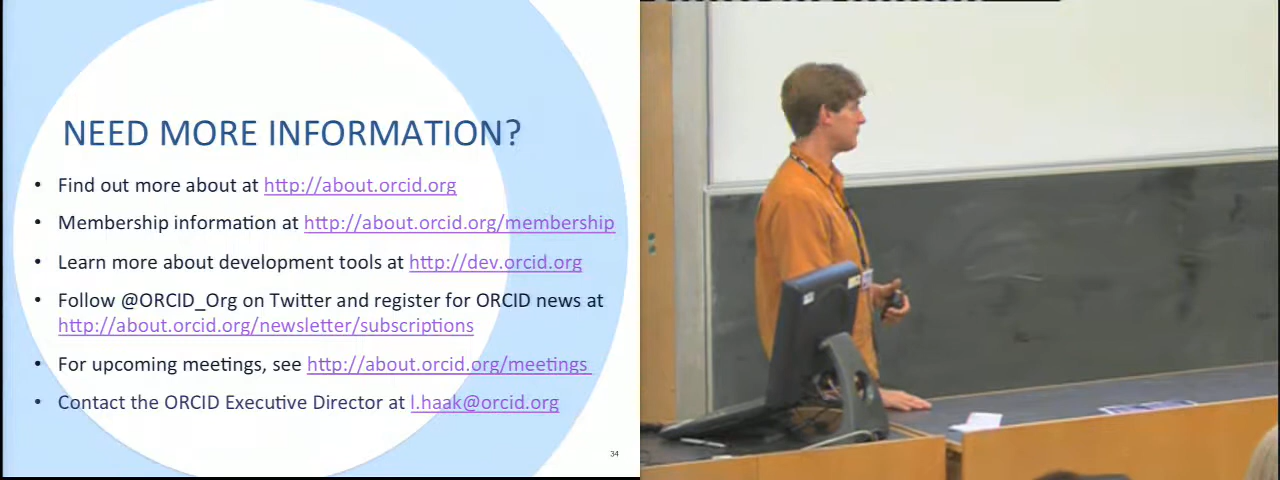 NEED MORE INFORMATION?
• Find out more about at http://about.orcid.org
• Membership information at http://about.orcid.org/membership
• Learn more about development tools at http://dev.orcid.org
• Follow @ORCID_Org on Twitter and register for ORCID news at
http://about.orcid.org/newsletter/subscriptions
• For upcoming meetings, see http://about.orcid.org/meetings
• Contact the ORCID Executive Director at l.haak@orcid.org
34